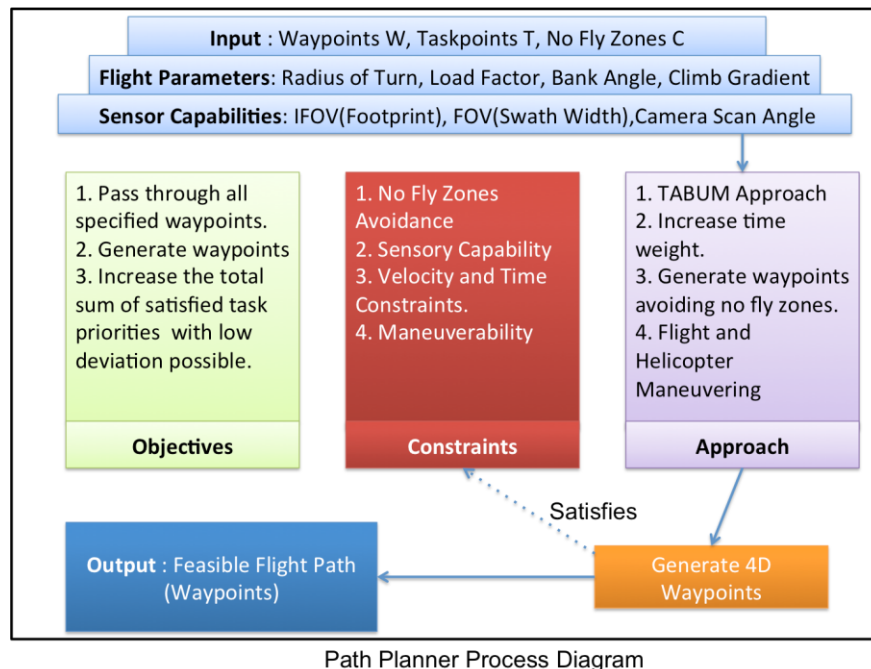 Input : Waypoints W, Taskpoints T, No Fly Zones C
Flight Parameters: Radius of Turn, Load Factor, Bank Angle, Climb Gradient
Sensor Capabilities: IFOV(Footprint), FOV(Swath Width),Camera Scan Angle
1. Pass through all
specified waypoints.
2. Generate waypoints
3. Increase the total
sum of satisfied task
priorities with low
deviation possible.
Objectives
1. No Fly Zones
Avoidance
2. Sensory Capability
3. Velocity and Time
Constraints.
4. Maneuverability
Constraints
1. TABUM Approach
2. Increase time
weight.
3. Generate waypoints
avoiding no fly zones.
4. Flight and
Helicopter
Maneuvering
Approach
Satisfies
Output : Feasible Flight Path
(Waypoints)
Generate 4D
Waypoints
Path Planner Process Diagram